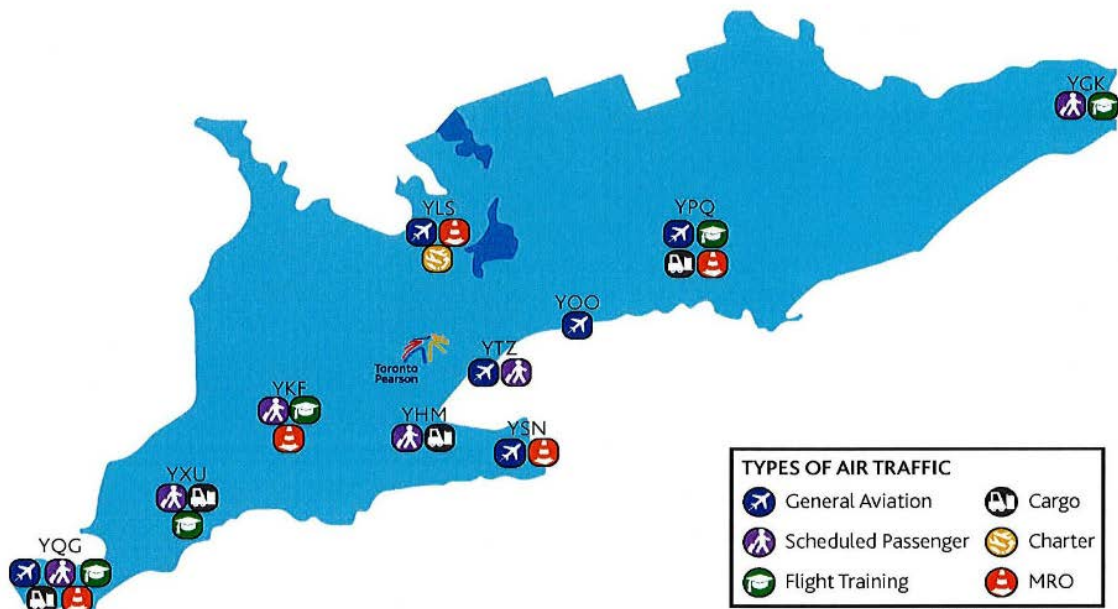 YGK
YLS
YPQ
YOO
Toronto
Pearson
YTZ
YKF
YHM
YSN
YXU
YQG
TYPES OF AIR TRAFFIC
General Aviation
Cargo
Scheduled Passenger
Charter
Flight Training
MRO